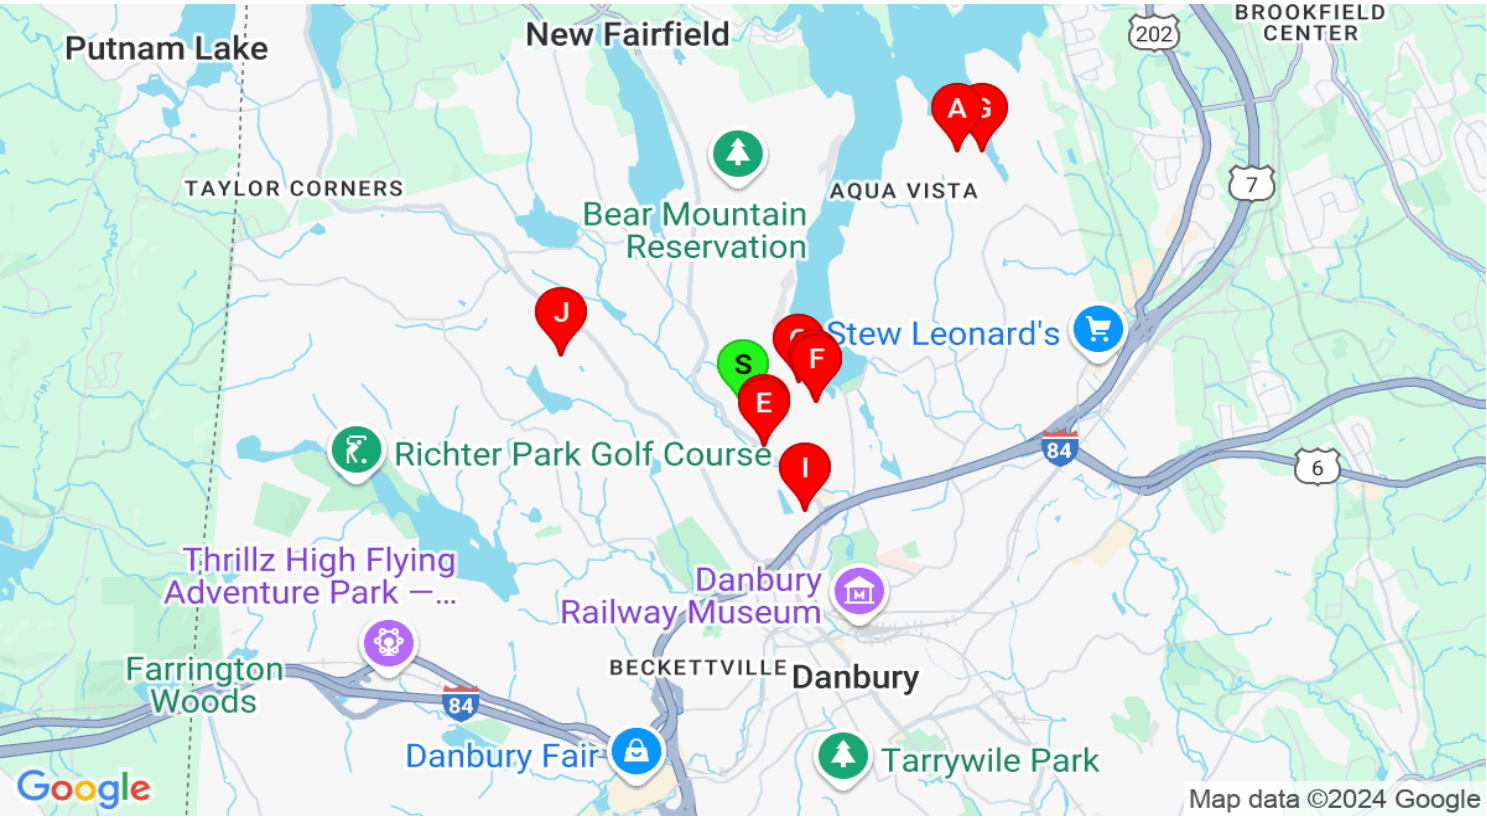 BROOKFIELD
CENTER
Putnam Lake
New Fairfield
202
A
G
7
TAYLOR CORNERS
AQUA VISTA
Bear Mountain
Reservation
J
Stew Leonard's
S
F
E
Richter Park Golf Course
I
84
6
Thrillz High Flying
Adventure Park —...
Danbury
Railway Museum
M
Farrington
Woods
BECKETTVILLE
Danbury
84
Danbury Fair
Tarrywile Park
Google
Map data ©2024 Google